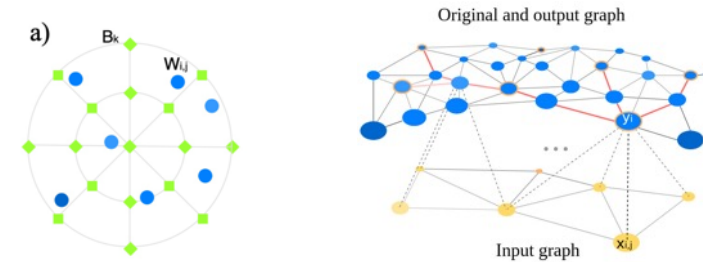 Original and output graph
a)
Bk
Wi,j
yi
...
xi,j
Input graph